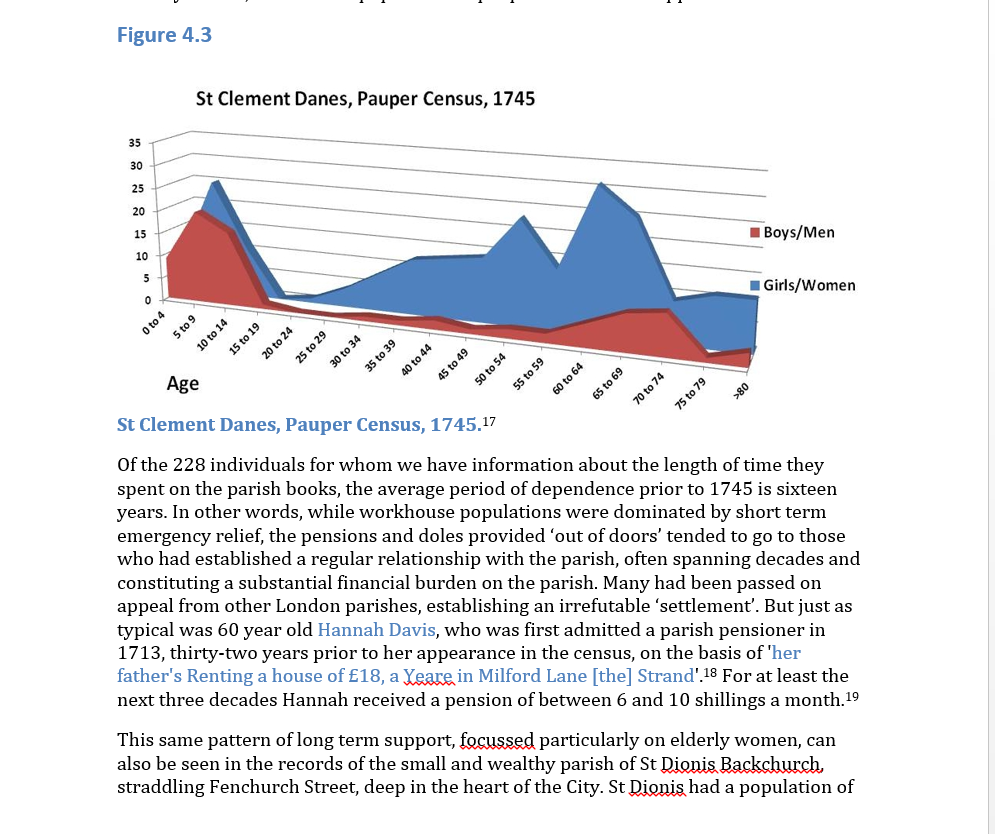 Figure 4.3
St Clement Danes, Pauper Census, 1745
35
30
25
20
15
10
5
0
0 to 4
5 to 9
10 to 14
15 to 19
20 to 24
25 to 29
30 to 34
35 to 39
40 to 44
45 to 49
50 to 54
55 to 59
60 to 64
65 to 69
70 to 74
75 to 79
>80
Boys/Men
Girls/Women
Age
St Clement Danes, Pauper Census, 1745.17
Of the 228 individuals for whom we have information about the length of time they
spent on the parish books, the average period of dependence prior to 1745 is sixteen
years. In other words, while workhouse populations were dominated by short term
emergency relief, the pensions and doles provided ‘out of doors’ tended to go to those
who had established a regular relationship with the parish, often spanning decades and
constituting a substantial financial burden on the parish. Many had been passed on
appeal from other London parishes, establishing an irrefutable ‘settlement’. But just as
typical was 60 year old Hannah Davis, who was first admitted a parish pensioner in
1713, thirty-two years prior to her appearance in the census, on the basis of 'her
father's Renting a house of £18, a Yeare in Milford Lane [the] Strand'.18 For at least the
next three decades Hannah received a pension of between 6 and 10 shillings a month.19
This same pattern of long term support, focussed particularly on elderly women, can
also be seen in the records of the small and wealthy parish of St Dionis Backchurch,
straddling Fenchurch Street, deep in the heart of the City. St Dionis had a population of